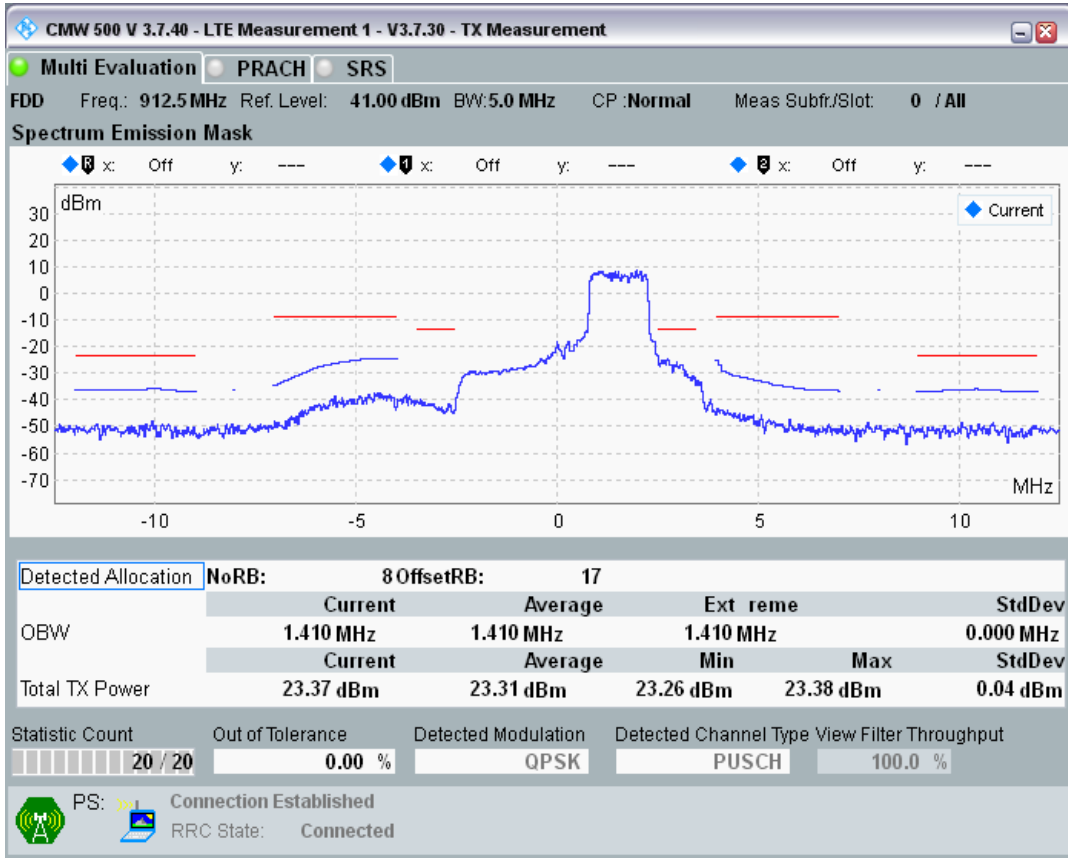 CMW 500 V 3.7.40 - LTE Measurement 1 - V3.7.30 - TX Measurement
Multi Evaluation PRACH SRS
FDD Freq.: 912.5 MHz Ref. Level: 41.00 dBm BW: 5.0 MHz CP : Normal Meas Subfr./Slot: 0 / All
Spectrum Emission Mask
R x: Off y: --- 1 x: Off y: --- 2 x: Off y: ---
dBm
Current
30
20
10
0
-10
-20
-30
-40
-50
-60
-70
MHz
-10 -5 0 5 10
Detected Allocation NoRB: 8 OffsetRB: 17
Current Average Ext reme StdDev
OBW 1.410 MHz 1.410 MHz 1.410 MHz 0.000 MHz
Current Average Min Max StdDev
Total TX Power 23.37 dBm 23.31 dBm 23.26 dBm 23.38 dBm 0.04 dBm
Statistic Count Out of Tolerance Detected Modulation Detected Channel Type View Filter Throughput
20 / 20 0.00 % QPSK PUSCH 100.0 %
PS: Connection Established
RRC State: Connected